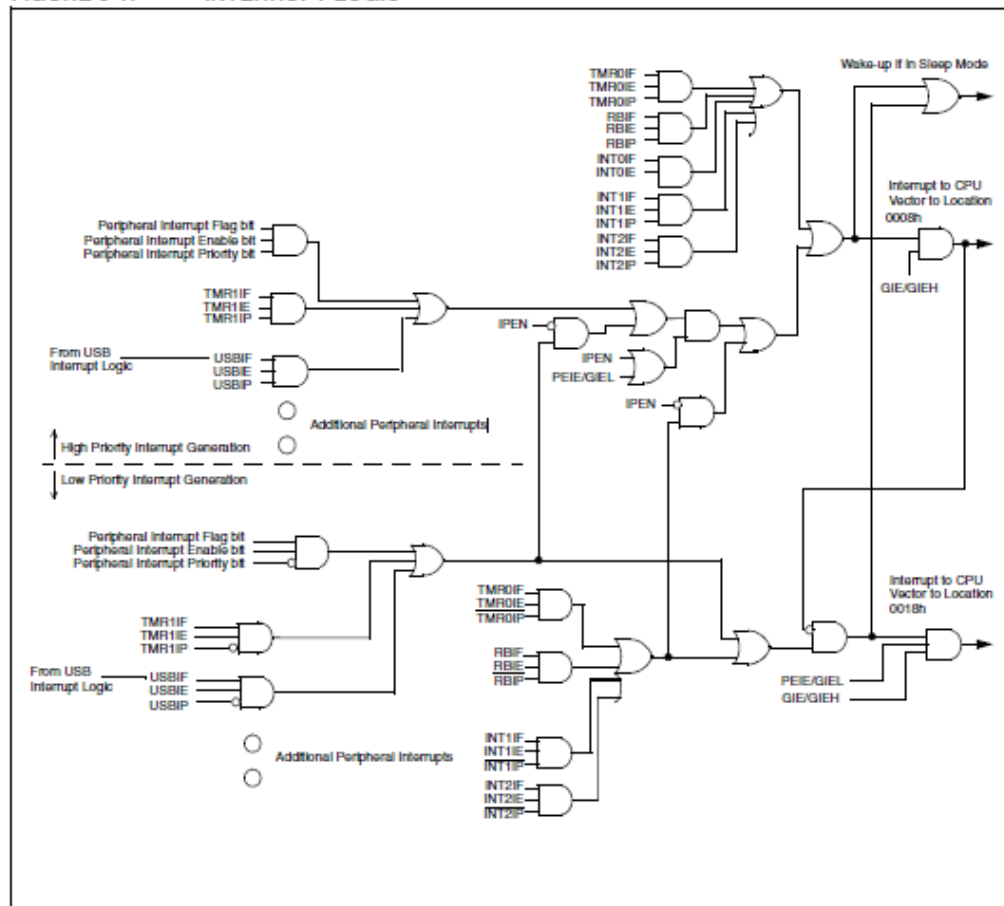 Wake-up if in Sleep Mode
TMR0IF
TMR0IE
TMR0IP
RBIF
RBIE
RBIP
INT0IF
INT0IE
INT1IF
INT1IE
INT1IP
INT2IF
INT2IE
INT2IP
Interrupt to CPU
Vector to Location
0008h
GIE/GIEH
Peripheral Interrupt Flag bit
Peripheral Interrupt Enable bit
Peripheral Interrupt Priority bit
TMR1IF
TMR1IE
TMR1IP
From USB
Interrupt Logic
USBIF
USBIE
USBIP
IPEN
IPEN
PEIE/GIEL
IPEN
Additional Peripheral Interrupts
High Priority Interrupt Generation
Low Priority Interrupt Generation
Peripheral Interrupt Flag bit
Peripheral Interrupt Enable bit
Peripheral Interrupt Priority bit
TMR1IF
TMR1IE
TMR1IP
From USB
Interrupt Logic
USBIF
USBIE
USBIP
Additional Peripheral Interrupts
TMR0IF
TMR0IE
TMR0IP
RBIF
RBIE
RBIP
INT1IF
INT1IE
INT1IP
INT2IF
INT2IE
INT2IP
Interrupt to CPU
Vector to Location
0018h
PEIE/GIEL
GIE/GIEH